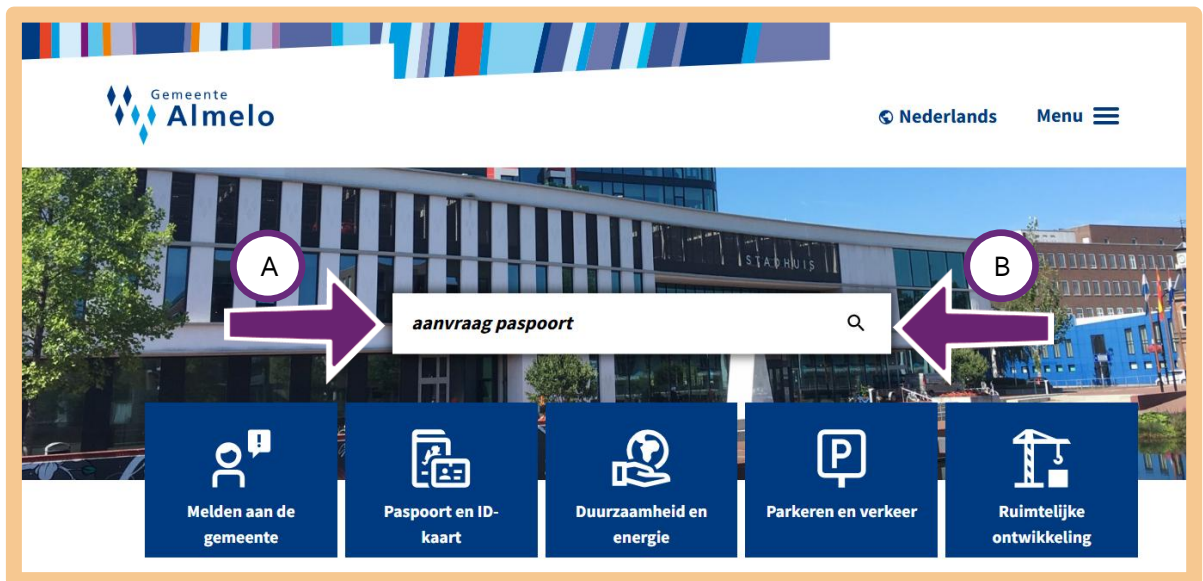 Gemeente
Almelo
Nederlands
Menu
STADHUIS
A
B
aanvraag paspoort
Melden aan de
gemeente
Paspoort en ID-
kaart
Duurzaamheid en
energie
P
Parkeren en verkeer
Ruimtelijke
ontwikkeling